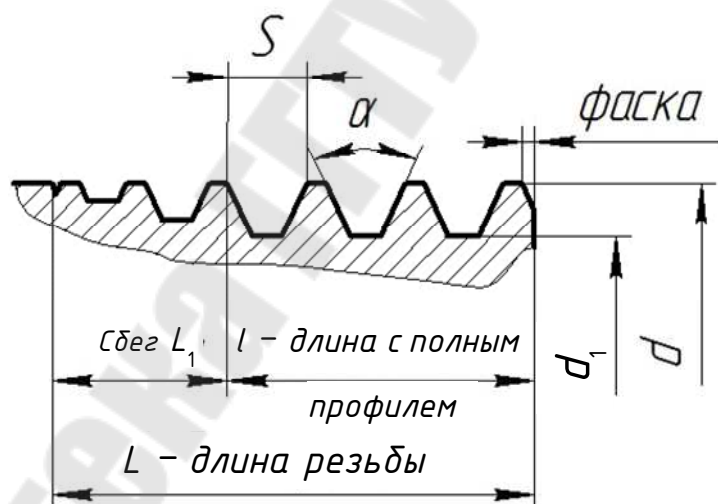 S
α
фаска
Сбег L₁ l – длина с полным
профилем
d₁
d
L – длина резьбы